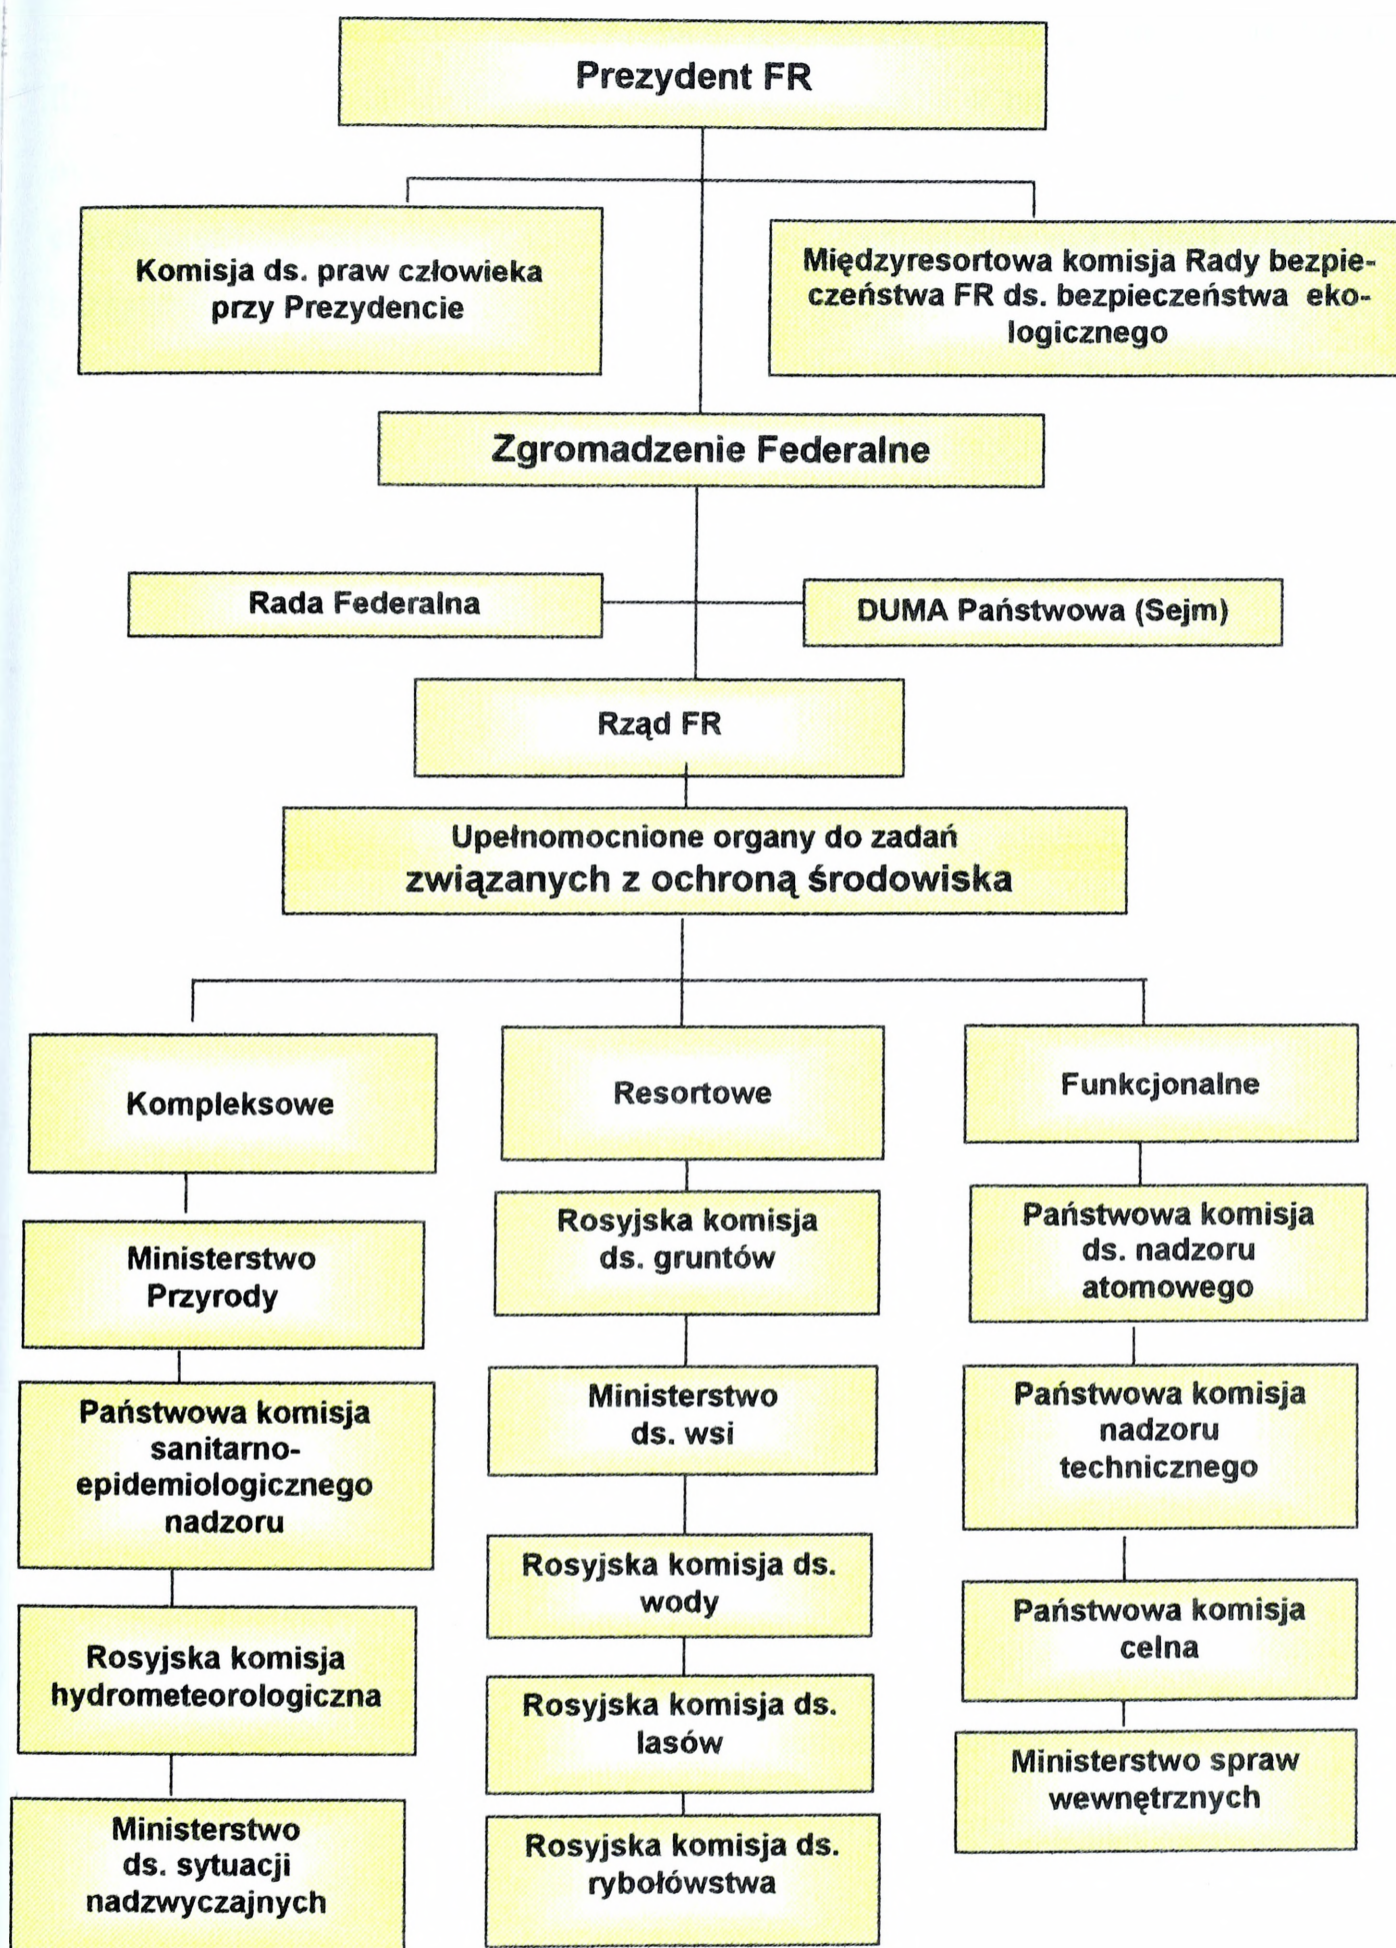 Prezydent FR
Komisja ds. praw człowieka
przy Prezydencie
Międzyresortowa komisja Rady bezpie-
czeństwa FR ds. bezpieczeństwa eko-
logicznego
Zgromadzenie Federalne
Rada Federalna
DUMA Państwowa (Sejm)
Rząd FR
Upełnomocnione organy do zadań
związanych z ochroną środowiska
Kompleksowe
Ministerstwo
Przyrody
Państwowa komisja
sanitarno-
epidemiologicznego
nadzoru
Rosyjska komisja
hydrometeorologiczna
Ministerstwo
ds. sytuacji
nadzwyczajnych
Resortowe
Rosyjska komisja
ds. gruntów
Ministerstwo
ds. wsi
Rosyjska komisja ds.
wody
Rosyjska komisja ds.
lasów
Rosyjska komisja ds.
rybołówstwa
Funkcjonalne
Państwowa komisja
ds. nadzoru
atomowego
Państwowa komisja
nadzoru
technicznego
Państwowa komisja
celna
Ministerstwo spraw
wewnętrznych